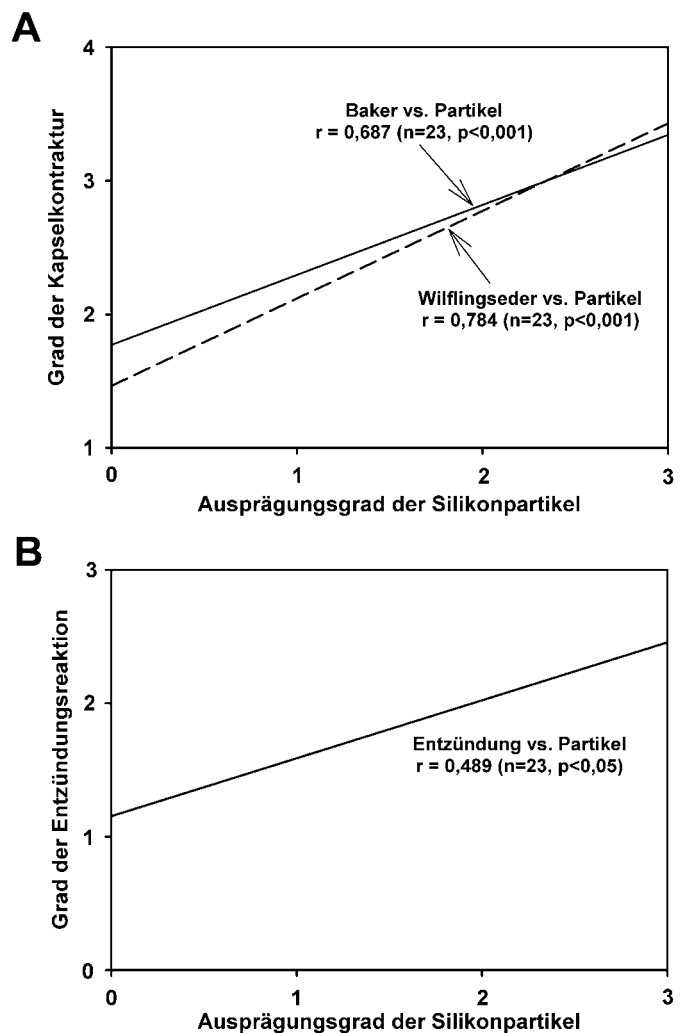 A
4
Baker vs. Partikel
r = 0,687 (n=23, p<0,001)
3
Wilflingseder vs. Partikel
r = 0,784 (n=23, p<0,001)
2
1
Grad der Kapselkontraktur
0 1 2 3
Ausprägungsgrad der Silikonpartikel
B
3
2
Entzündung vs. Partikel
r = 0,489 (n=23, p<0,05)
1
0
Grad der Entzündungsreaktion
0 1 2 3
Ausprägungsgrad der Silikonpartikel